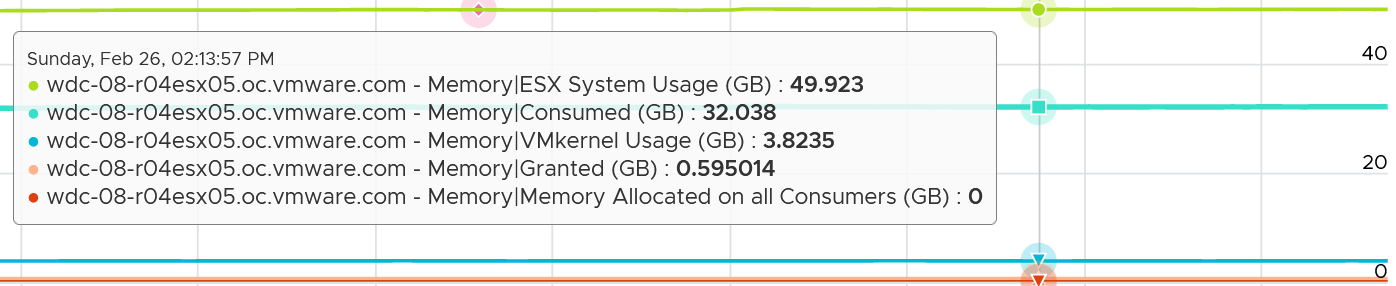 Sunday, Feb 26, 02:13:57 PM
wdc-08-r04esx05.oc.vmware.com - Memory|ESX System Usage (GB) : 49.923
wdc-08-r04esx05.oc.vmware.com - Memory|Consumed (GB) : 32.038
wdc-08-r04esx05.oc.vmware.com - Memory|VMkernel Usage (GB) : 3.8235
wdc-08-r04esx05.oc.vmware.com - Memory|Granted (GB) : 0.595014
wdc-08-r04esx05.oc.vmware.com - Memory|Memory Allocated on all Consumers (GB) : 0
40
20
0